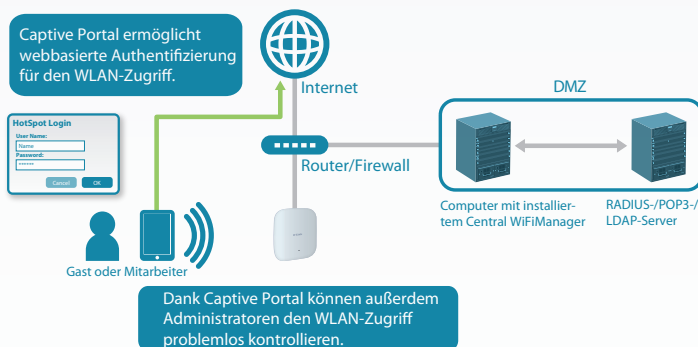 Captive Portal ermöglicht
webbasierte Authentifizierung
für den WLAN-Zugriff.
Internet
DMZ
HotSpot Login
User Name:
Name
Password:
******
Cancel
OK
Router/Firewall
Computer mit installier-
tem Central WiFiManager
RADIUS-/POP3-/
LDAP-Server
Gast oder Mitarbeiter
Dank Captive Portal können außerdem
Administratoren den WLAN-Zugriff
problemlos kontrollieren.